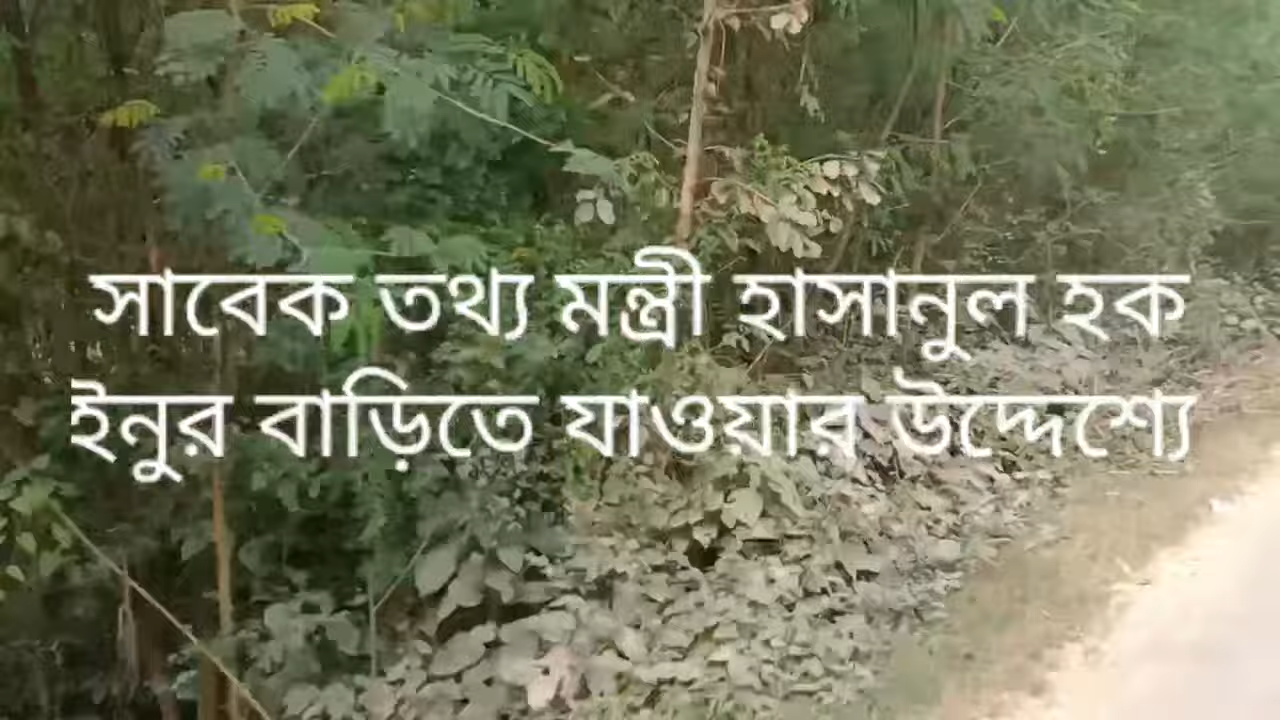 সাবেক তথ্য মন্ত্রী হাসানুল হক
ইনুর বাড়িতে যাওয়ার উদ্দেশ্যে